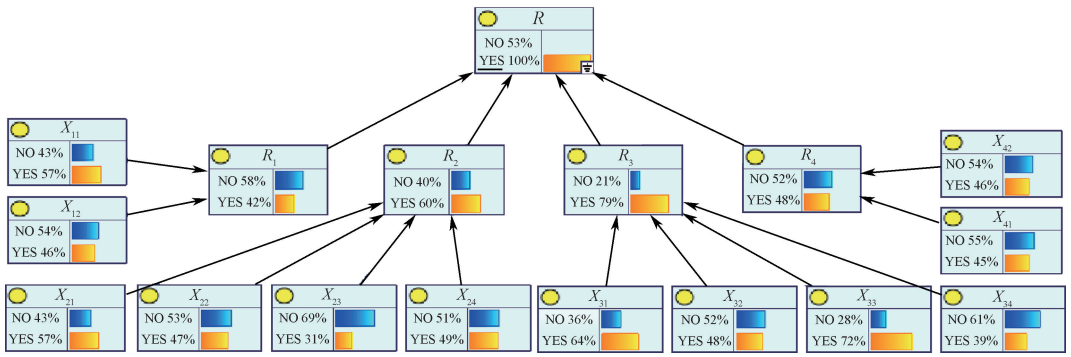 R
NO 53%
YES 100%
X11
NO 43%
YES 57%
X12
NO 54%
YES 46%
R1
NO 58%
YES 42%
R2
NO 40%
YES 60%
R3
NO 21%
YES 79%
R4
NO 52%
YES 48%
X42
NO 54%
YES 46%
X41
NO 55%
YES 45%
X21
NO 43%
YES 57%
X22
NO 53%
YES 47%
X23
NO 69%
YES 31%
X24
NO 51%
YES 49%
X31
NO 36%
YES 64%
X32
NO 52%
YES 48%
X33
NO 28%
YES 72%
X34
NO 61%
YES 39%